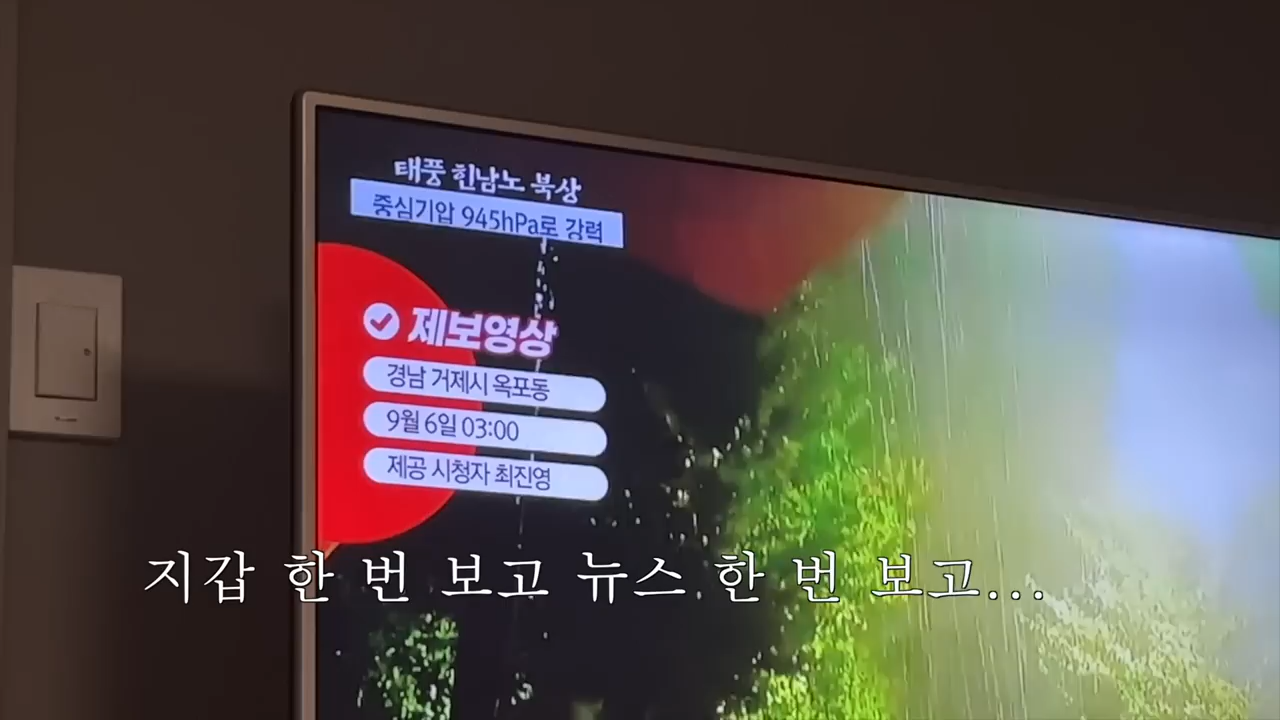 태풍 힌남노 북상
중심기압 945hPa로 강력
제보영상
경남 거제시 옥포동
9월 6일 03:00
제공 시청자 최진영
지갑 한 번 보고 뉴스 한 번 보고...